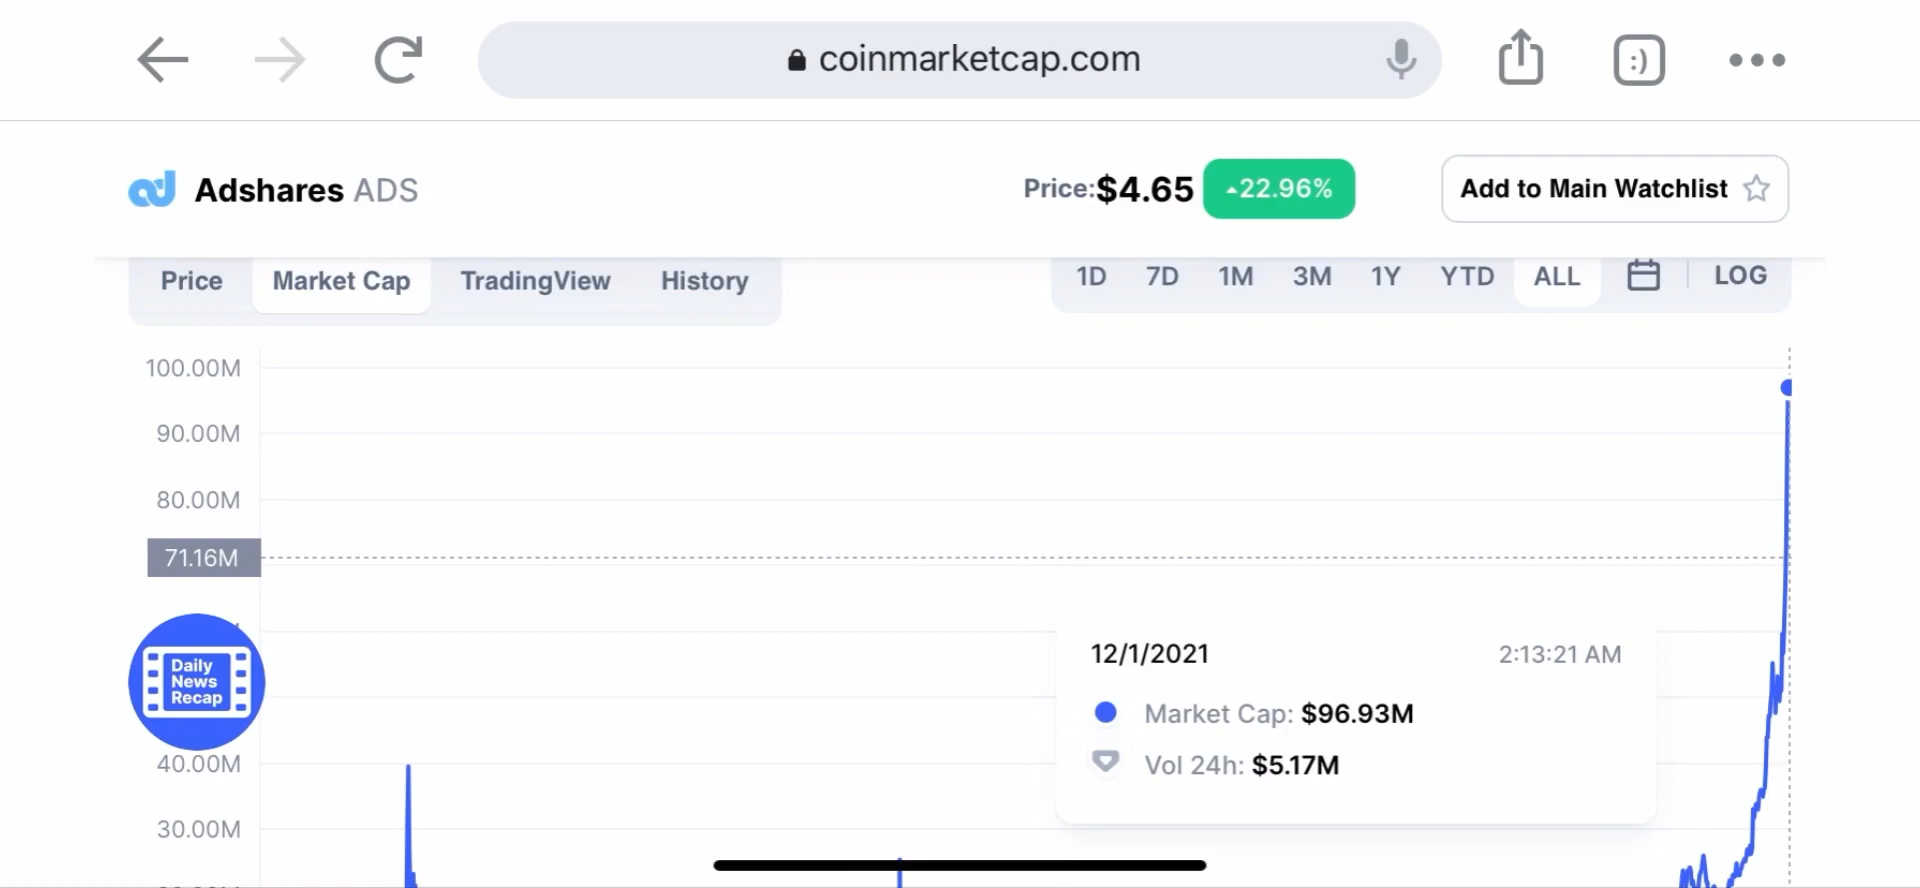 coinmarketcap.com
:)
Adshares ADS
Price:$4.65
22.96%
Add to Main Watchlist
Price
Market Cap
TradingView
History
1D
7D
1M
3M
1Y
YTD
ALL
LOG
100.00M
90.00M
80.00M
71.16M
Daily
News
Recap
40.00M
30.00M
12/1/2021
2:13:21 AM
Market Cap: $96.93M
Vol 24h: $5.17M